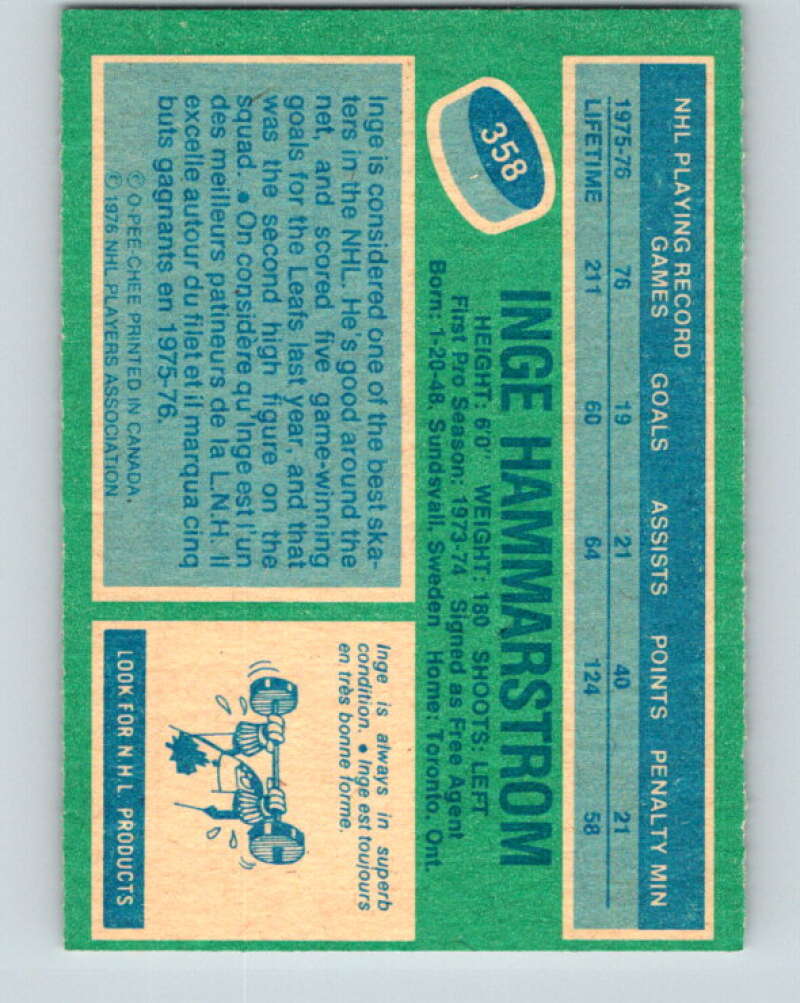 NHL PLAYING RECORD
GAMES GOALS ASSISTS POINTS PENALTY MIN
1975-76 76 19 21 40 21
LIFETIME 211 60 64 124 58
358
INGE HAMMARSTROM
HEIGHT: 6'0" WEIGHT: 180 SHOOTS: LEFT
First Pro Season: 1973-74 Signed as Free Agent
Born: 1-20-48, Sundsvall, Sweden Home: Toronto, Ont.
Inge is considered one of the best ska-
ters in the NHL. He's good around the
net, and scored five game-winning
goals for the Leafs last year, and that
was the second high figure on the
squad. • On considère qu'Inge est l'un
des meilleurs patineurs de la L.N.H. Il
excelle autour du filet et il marqua cinq
buts gagnants en 1975-76.
© O-PEE-CHEE PRINTED IN CANADA,
© 1976 NHL PLAYERS ASSOCIATION
Inge is always in superb
condition. • Inge est toujours
en très bonne forme.
LOOK FOR N.H.L PRODUCTS